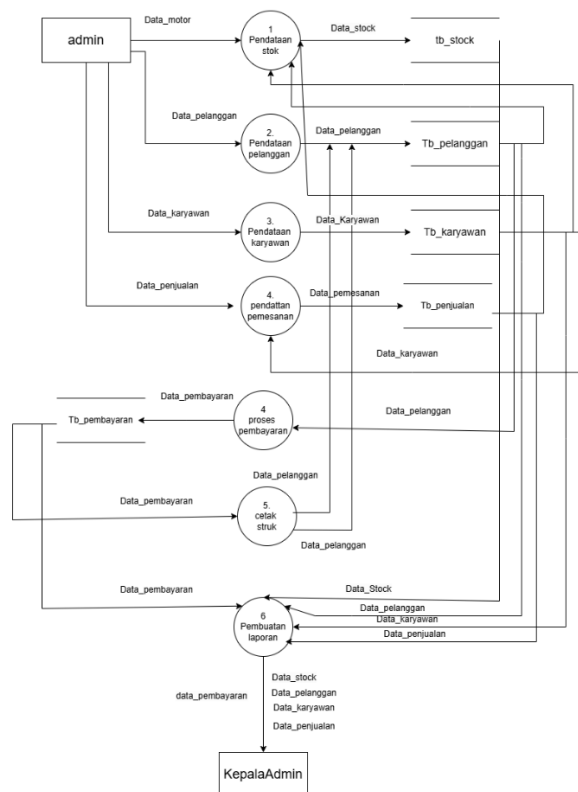 Data_motor
admin
1
Pendataan
stok
Data_stock
tb_stock
Data_pelanggan
2.
Pendataan
pelanggan
Data_pelanggan
Tb_pelanggan
Data_karyawan
3.
Pendataan
karyawan
Data_Karyawan
Tb_karyawan
Data_penjualan
4.
pendattan
pemesanan
Data_pemesanan
Tb_penjualan
Data_karyawan
Data_pembayaran
Tb_pembayaran
4
proses
pembayaran
Data_pelanggan
Data_pelanggan
Data_pembayaran
5.
cetak
struk
Data_pelanggan
Data_pembayaran
6
Pembuatan
laporan
Data_Stock
Data_pelanggan
Data_karyawan
Data_penjualan
data_pembayaran
Data_stock
Data_pelanggan
Data_karyawan
Data_penjualan
KepalaAdmin